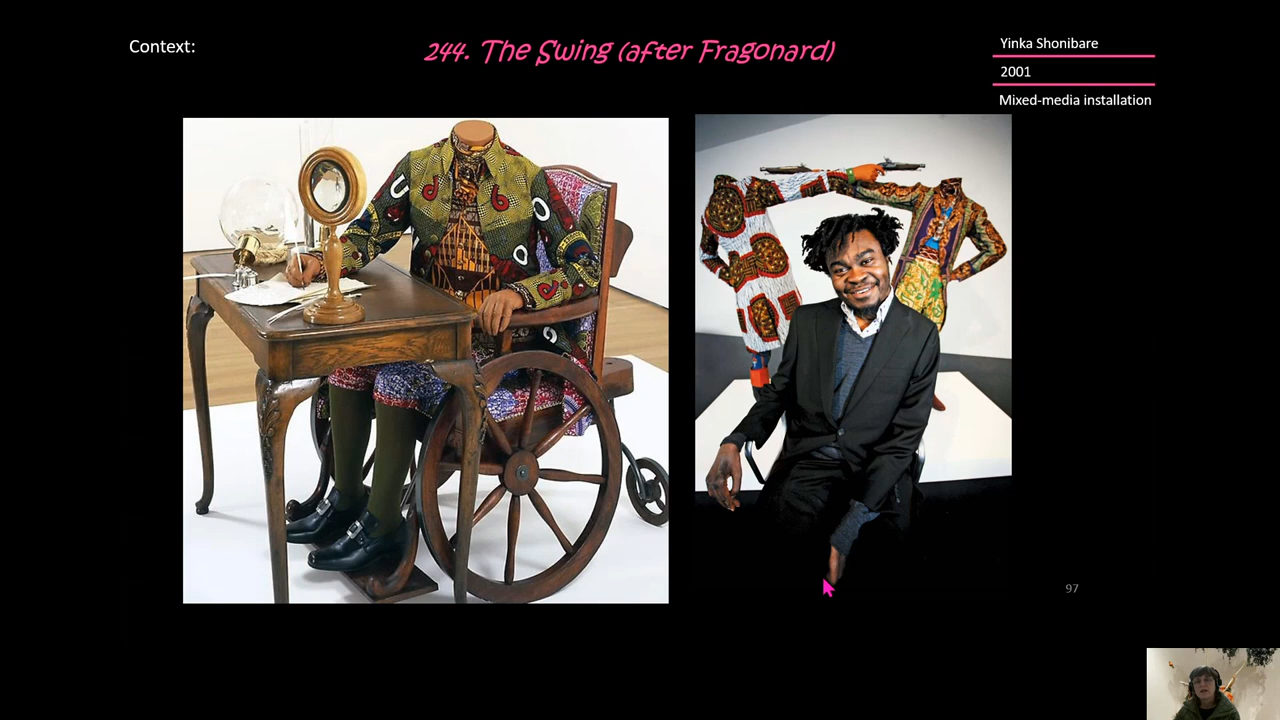 Context:
244. The Swing (after Fragonard)
Yinka Shonibare
2001
Mixed-media installation
97